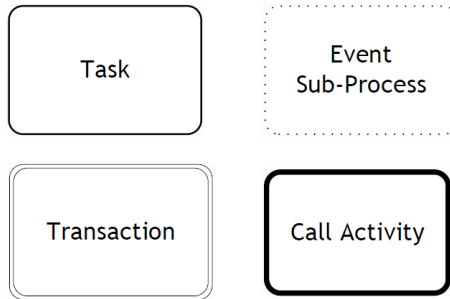 Task
Event
Sub-Process
Transaction
Call Activity